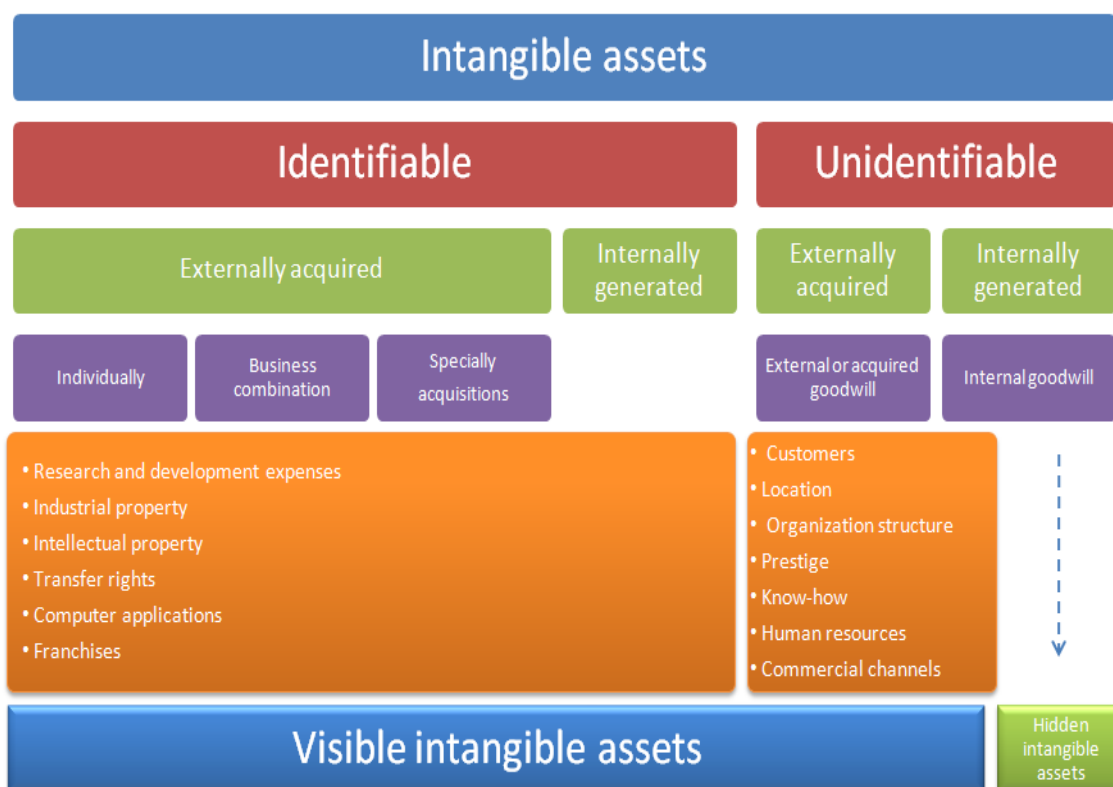 Intangible assets
Identifiable
Unidentifiable
Externally acquired
Internally
generated
Externally
acquired
Internally
generated
Individually
Business
combination
Specially
acquisitions
External or acquired
goodwill
Internal goodwill
• Research and development expenses
• Industrial property
• Intellectual property
• Transfer rights
• Computer applications
• Franchises
• Customers
• Location
• Organization structure
• Prestige
• Know-how
• Human resources
• Commercial channels
Visible intangible assets
Hidden
intangible
assets